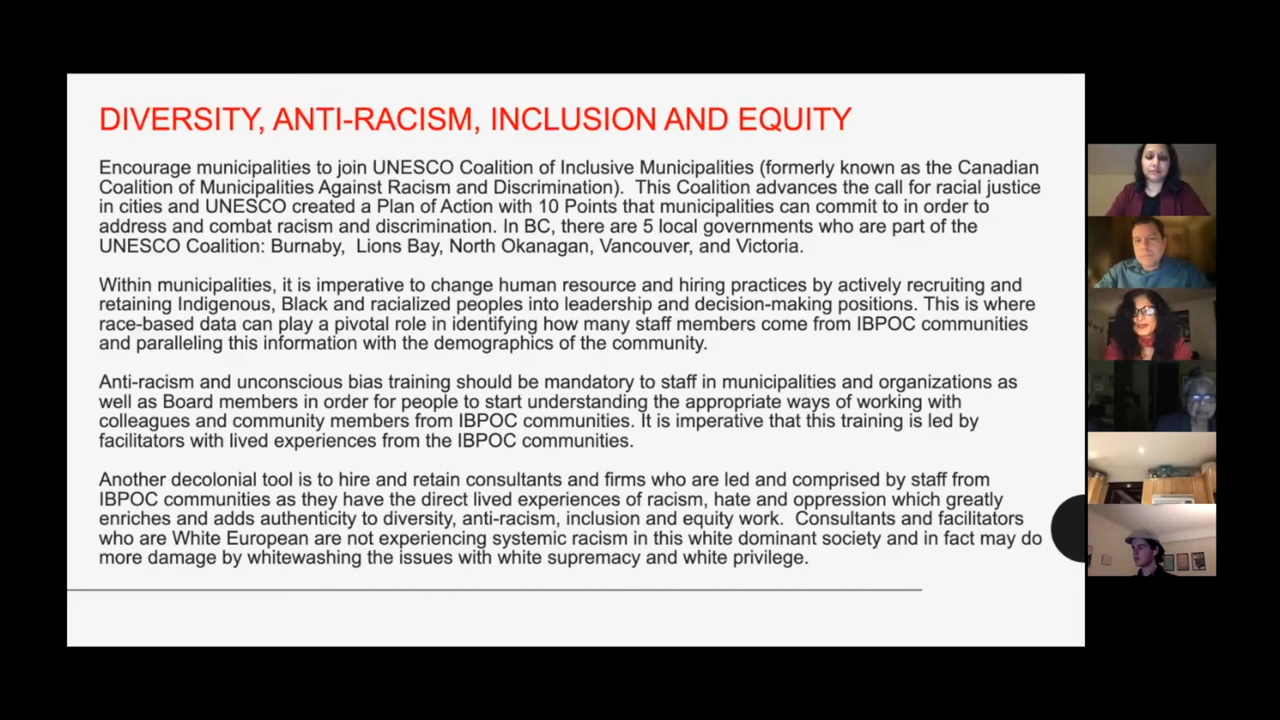 DIVERSITY, ANTI-RACISM, INCLUSION AND EQUITY
Encourage municipalities to join UNESCO Coalition of Inclusive Municipalities (formerly known as the Canadian
Coalition of Municipalities Against Racism and Discrimination).  This Coalition advances the call for racial justice
in cities and UNESCO created a Plan of Action with 10 Points that municipalities can commit to in order to
address and combat racism and discrimination. In BC, there are 5 local governments who are part of the
UNESCO Coalition: Burnaby,  Lions Bay, North Okanagan, Vancouver, and Victoria.
Within municipalities, it is imperative to change human resource and hiring practices by actively recruiting and
retaining Indigenous, Black and racialized peoples into leadership and decision-making positions. This is where
race-based data can play a pivotal role in identifying how many staff members come from IBPOC communities
and paralleling this information with the demographics of the community.
Anti-racism and unconscious bias training should be mandatory to staff in municipalities and organizations as
well as Board members in order for people to start understanding the appropriate ways of working with
colleagues and community members from IBPOC communities. It is imperative that this training is led by
facilitators with lived experiences from the IBPOC communities.
Another decolonial tool is to hire and retain consultants and firms who are led and comprised by staff from
IBPOC communities as they have the direct lived experiences of racism, hate and oppression which greatly
enriches and adds authenticity to diversity, anti-racism, inclusion and equity work.  Consultants and facilitators
who are White European are not experiencing systemic racism in this white dominant society and in fact may do
more damage by whitewashing the issues with white supremacy and white privilege.